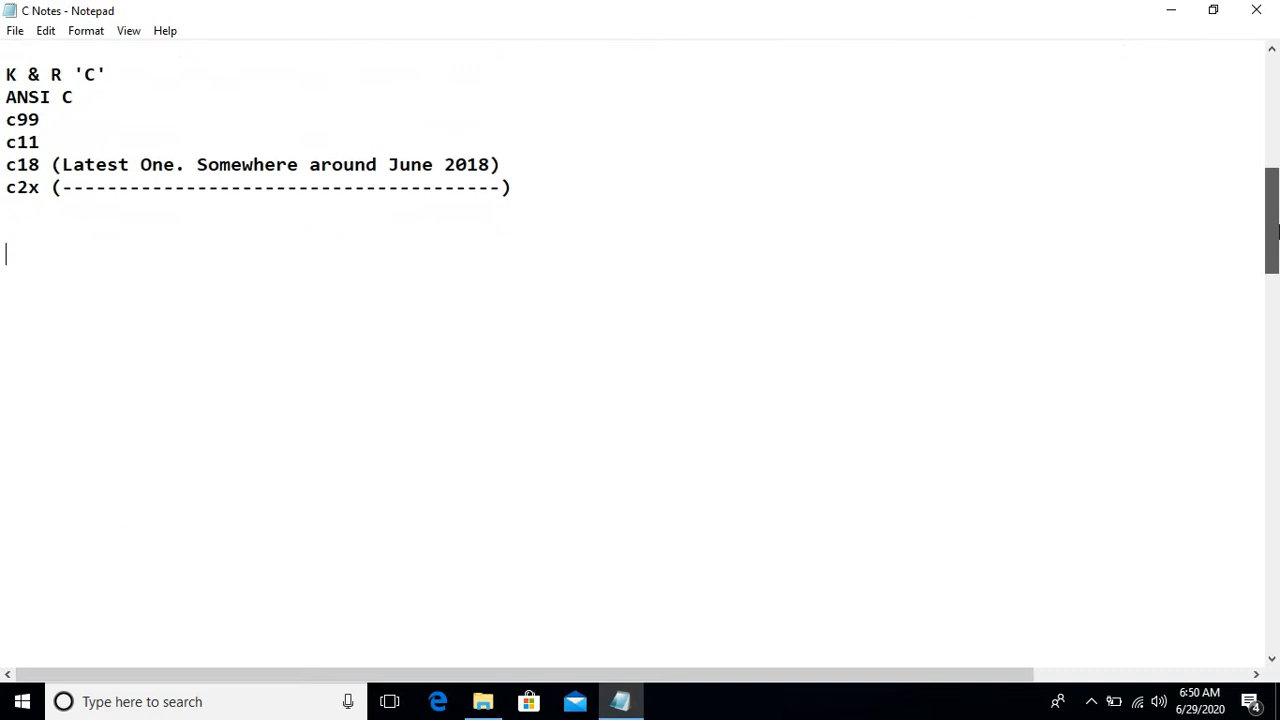 C Notes - Notepad
File Edit Format View Help
K & R 'C'
ANSI C
c99
c11
c18 (Latest One. Somewhere around June 2018)
c2x (---------------------------------------)
Type here to search
6:50 AM
6/29/2020
4